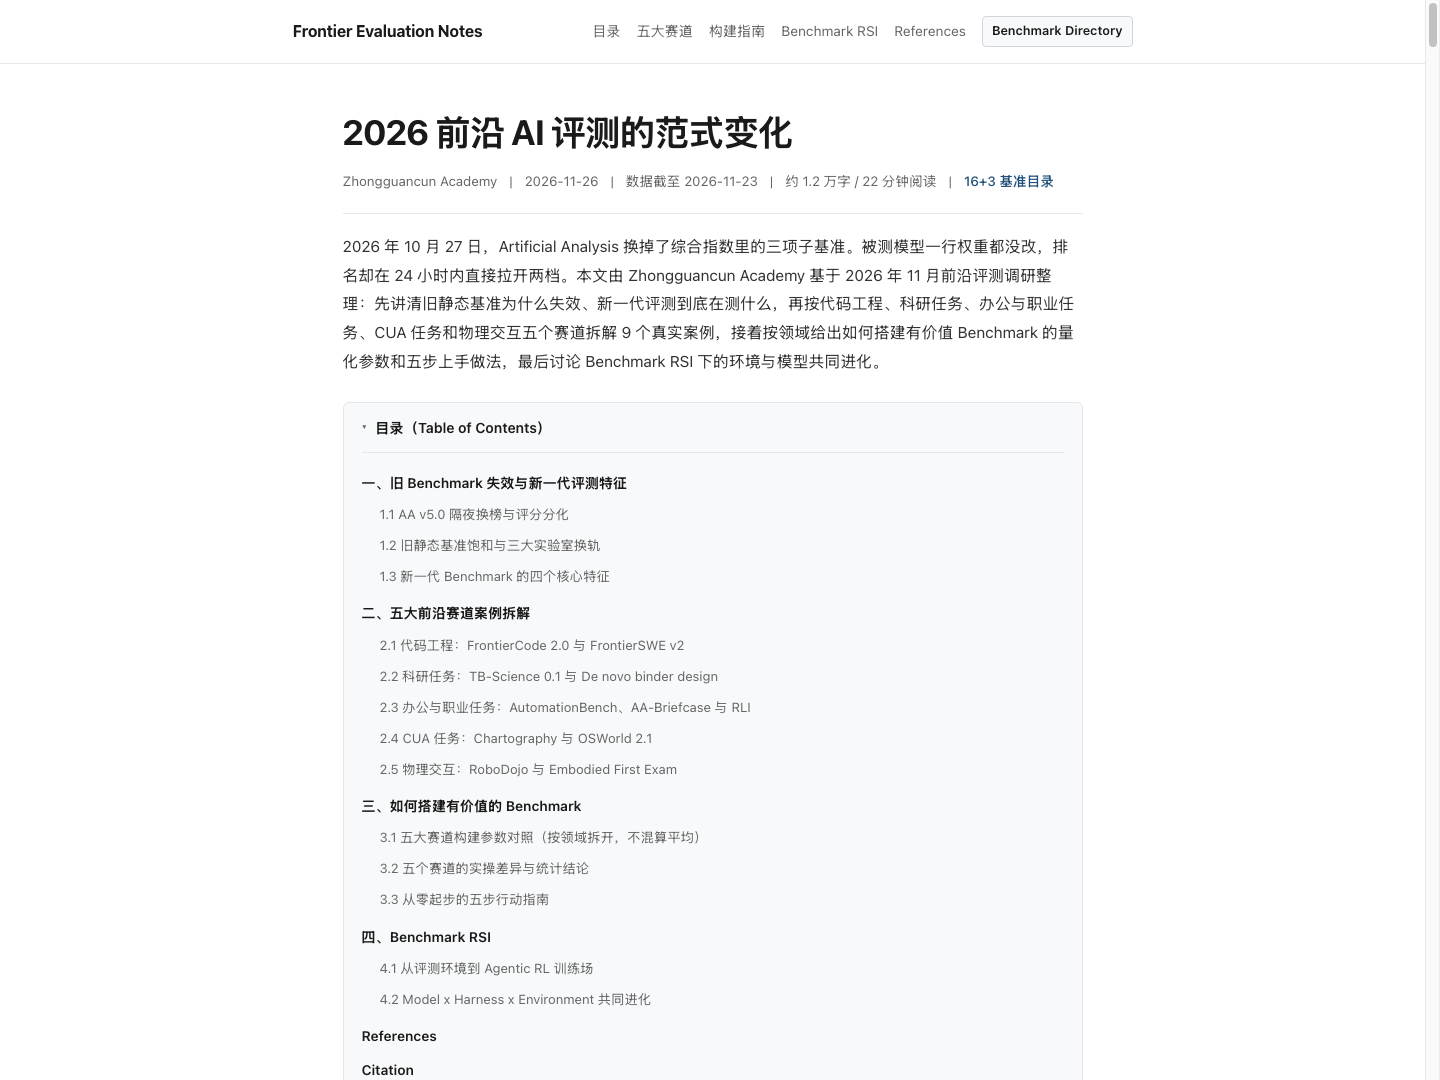 Frontier Evaluation Notes
目录 五大赛道 构建指南 Benchmark RSI References Benchmark Directory
2026 前沿 AI 评测的范式变化
Zhongguancun Academy | 2026-11-26 | 数据截至 2026-11-23 | 约 1.2 万字 / 22 分钟阅读 | 16+3 基准目录
2026 年 10 月 27 日，Artificial Analysis 换掉了综合指数里的三项子基准。被测模型一行权重都没改，排
名却在 24 小时内直接拉开两档。本文由 Zhongguancun Academy 基于 2026 年 11 月前沿评测调研整
理：先讲清旧静态基准为什么失效、新一代评测到底在测什么，再按代码工程、科研任务、办公与职业任
务、CUA 任务和物理交互五个赛道拆解 9 个真实案例，接着按领域给出如何搭建有价值 Benchmark 的量
化参数和五步上手做法，最后讨论 Benchmark RSI 下的环境与模型共同进化。
▾ 目录（Table of Contents）
一、旧 Benchmark 失效与新一代评测特征
1.1 AA v5.0 隔夜换榜与评分分化
1.2 旧静态基准饱和与三大实验室换轨
1.3 新一代 Benchmark 的四个核心特征
二、五大前沿赛道案例拆解
2.1 代码工程：FrontierCode 2.0 与 FrontierSWE v2
2.2 科研任务：TB-Science 0.1 与 De novo binder design
2.3 办公与职业任务：AutomationBench、AA-Briefcase 与 RLI
2.4 CUA 任务：Chartography 与 OSWorld 2.1
2.5 物理交互：RoboDojo 与 Embodied First Exam
三、如何搭建有价值的 Benchmark
3.1 五大赛道构建参数对照（按领域拆开，不混算平均）
3.2 五个赛道的实操差异与统计结论
3.3 从零起步的五步行动指南
四、Benchmark RSI
4.1 从评测环境到 Agentic RL 训练场
4.2 Model x Harness x Environment 共同进化
References
Citation